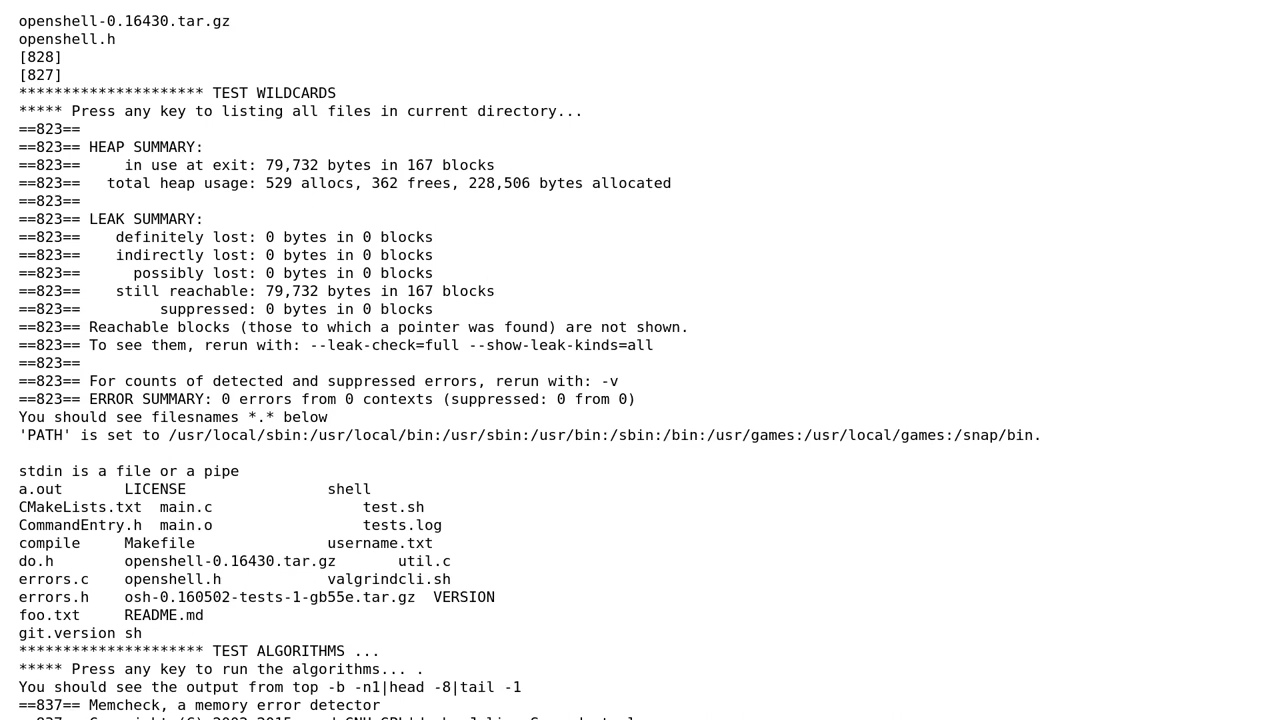 openshell-0.16430.tar.gz
openshell.h
[828]
[827]
********************* TEST WILDCARDS
***** Press any key to listing all files in current directory...
==823==
==823== HEAP SUMMARY:
==823==     in use at exit: 79,732 bytes in 167 blocks
==823==   total heap usage: 529 allocs, 362 frees, 228,506 bytes allocated
==823==
==823== LEAK SUMMARY:
==823==    definitely lost: 0 bytes in 0 blocks
==823==    indirectly lost: 0 bytes in 0 blocks
==823==      possibly lost: 0 bytes in 0 blocks
==823==    still reachable: 79,732 bytes in 167 blocks
==823==         suppressed: 0 bytes in 0 blocks
==823== Reachable blocks (those to which a pointer was found) are not shown.
==823== To see them, rerun with: --leak-check=full --show-leak-kinds=all
==823==
==823== For counts of detected and suppressed errors, rerun with: -v
==823== ERROR SUMMARY: 0 errors from 0 contexts (suppressed: 0 from 0)
You should see filesnames *.* below
'PATH' is set to /usr/local/sbin:/usr/local/bin:/usr/sbin:/usr/bin:/sbin:/bin:/usr/games:/usr/local/games:/snap/bin.

stdin is a file or a pipe
a.out       LICENSE                shell
CMakeLists.txt  main.c                 test.sh
CommandEntry.h  main.o                 tests.log
compile     Makefile               username.txt
do.h        openshell-0.16430.tar.gz       util.c
errors.c    openshell.h            valgrindcli.sh
errors.h    osh-0.160502-tests-1-gb55e.tar.gz  VERSION
foo.txt     README.md
git.version sh
********************* TEST ALGORITHMS ...
***** Press any key to run the algorithms... .
You should see the output from top -b -n1|head -8|tail -1
==837== Memcheck, a memory error detector